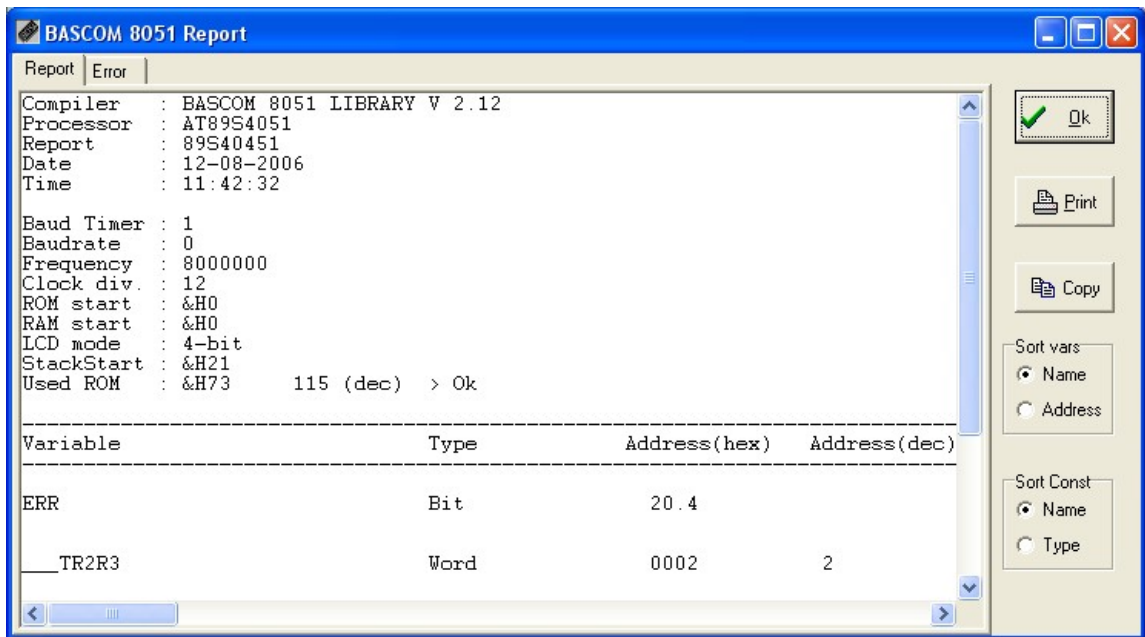 BASCOM 8051 Report
Report Error
Compiler : BASCOM 8051 LIBRARY V 2.12
Processor : AT89S4051
Report : 89S40451
Date : 12-08-2006
Time : 11:42:32
Baud Timer : 1
Baudrate : 0
Frequency : 8000000
Clock div. : 12
ROM start : &H0
RAM start : &H0
LCD mode : 4-bit
StackStart : &H21
Used ROM : &H73 115 (dec) > Ok
Variable Type Address(hex) Address(dec)
ERR Bit 20.4
___TR2R3 Word 0002 2
Ok
Print
Copy
Sort vars
Name
Address
Sort Const
Name
Type